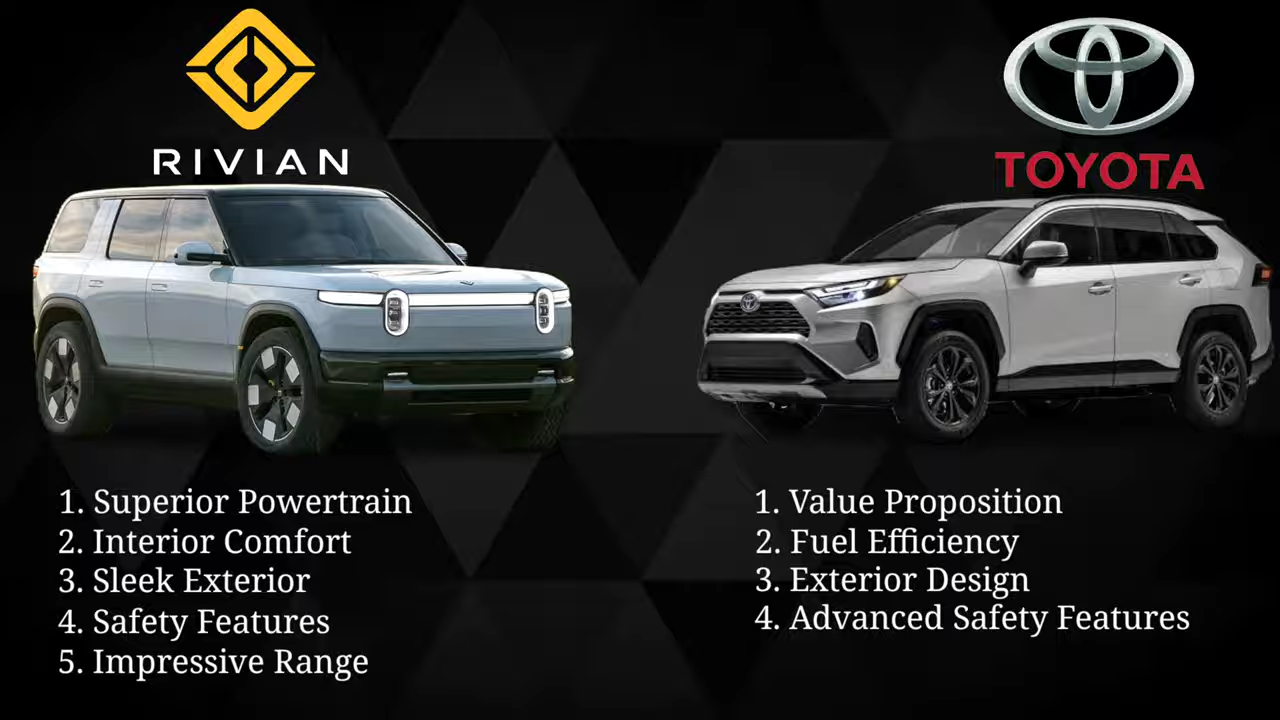 RIVIAN
TOYOTA
1. Superior Powertrain
2. Interior Comfort
3. Sleek Exterior
4. Safety Features
5. Impressive Range
1. Value Proposition
2. Fuel Efficiency
3. Exterior Design
4. Advanced Safety Features